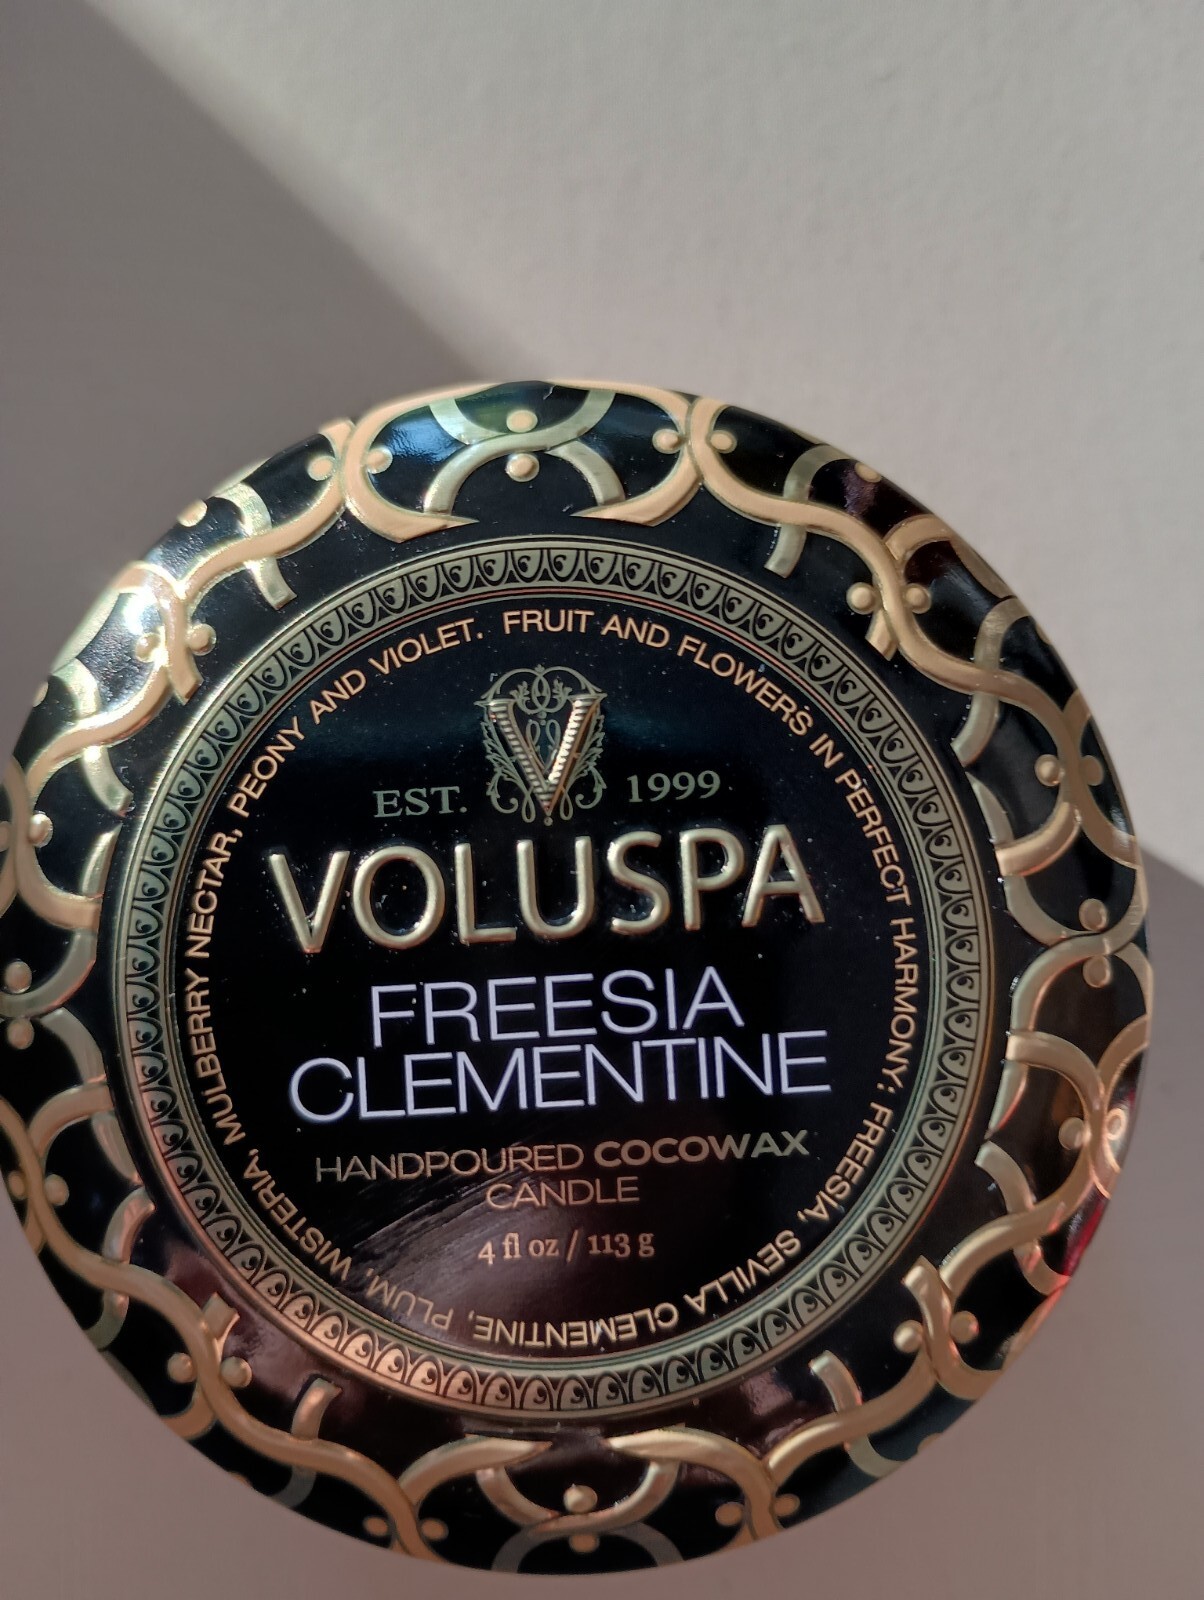 FRUIT AND FLOWERS IN PERFECT HARMONY; FREESIA, SEVILLA CLEMENTINE, PLUM, WISTERIA, MULBERRY NECTAR, PEONY AND VIOLET.
V
EST. 1999
VOLUSPA
FREESIA
CLEMENTINE
HANDPOURED COCOWAX
CANDLE
4 fl oz / 113 g